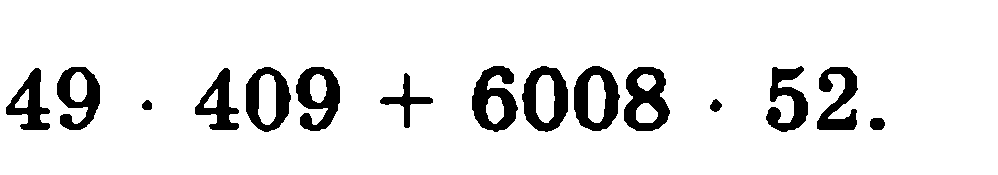 49 · 409 + 6008 · 52.